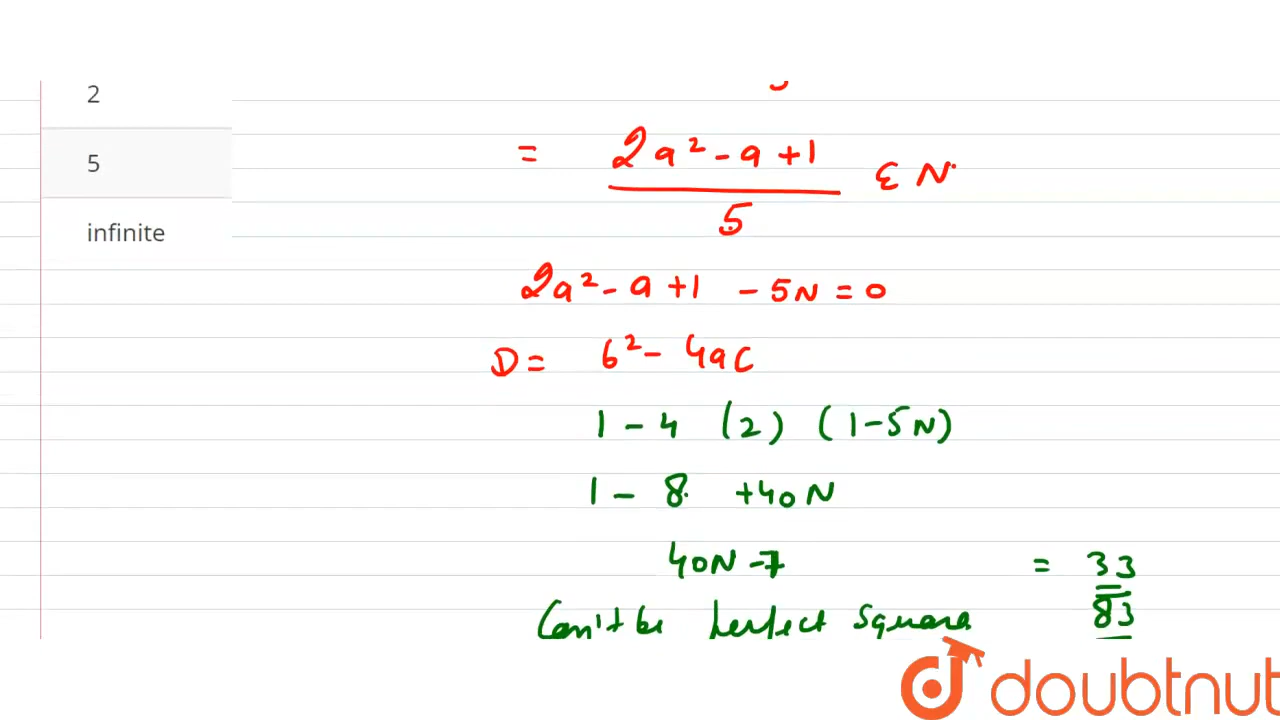 2
= 2a² - a + 1 / 5 ε N
5
infinite
2a² - a + 1 - 5N = 0
D = b² - 4ac
1 - 4 (2) (1 - 5N)
1 - 8 + 40N
40N - 7 = 33
Can't be perfect square 83
doubtnut